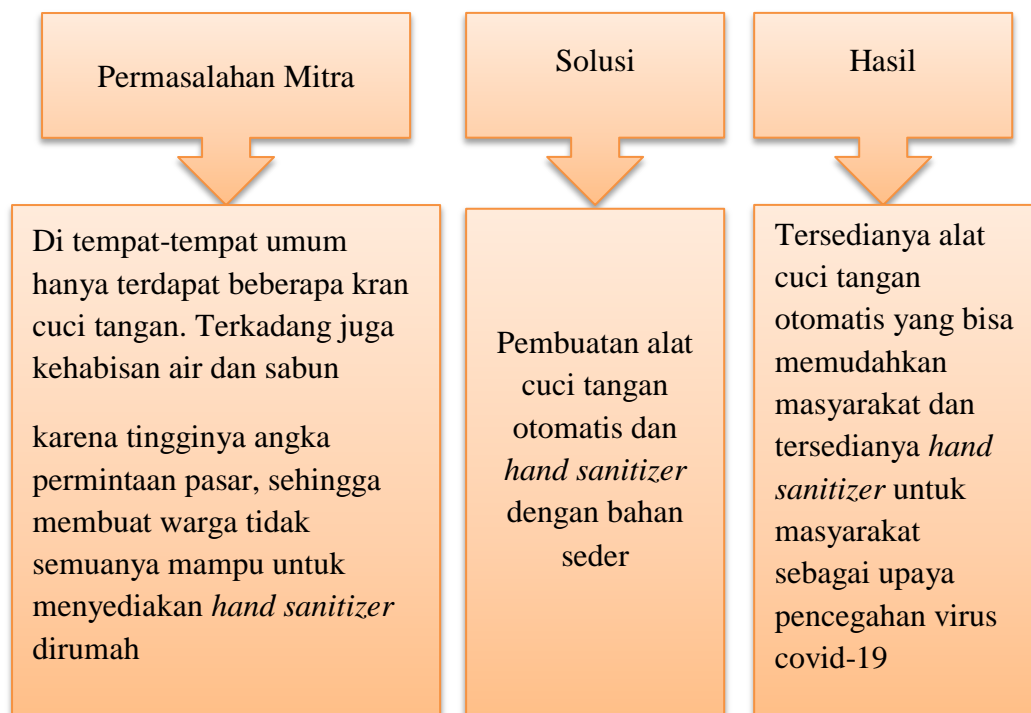 Permasalahan Mitra
Di tempat-tempat umum
hanya terdapat beberapa kran
cuci tangan. Terkadang juga
kehabisan air dan sabun
karena tingginya angka
permintaan pasar, sehingga
membuat warga tidak
semuanya mampu untuk
menyediakan hand sanitizer
dirumah
Solusi
Pembuatan alat
cuci tangan
otomatis dan
hand sanitizer
dengan bahan
seder
Hasil
Tersedianya alat
cuci tangan
otomatis yang bisa
memudahkan
masyarakat dan
tersedianya hand
sanitizer untuk
masyarakat
sebagai upaya
pencegahan virus
covid-19